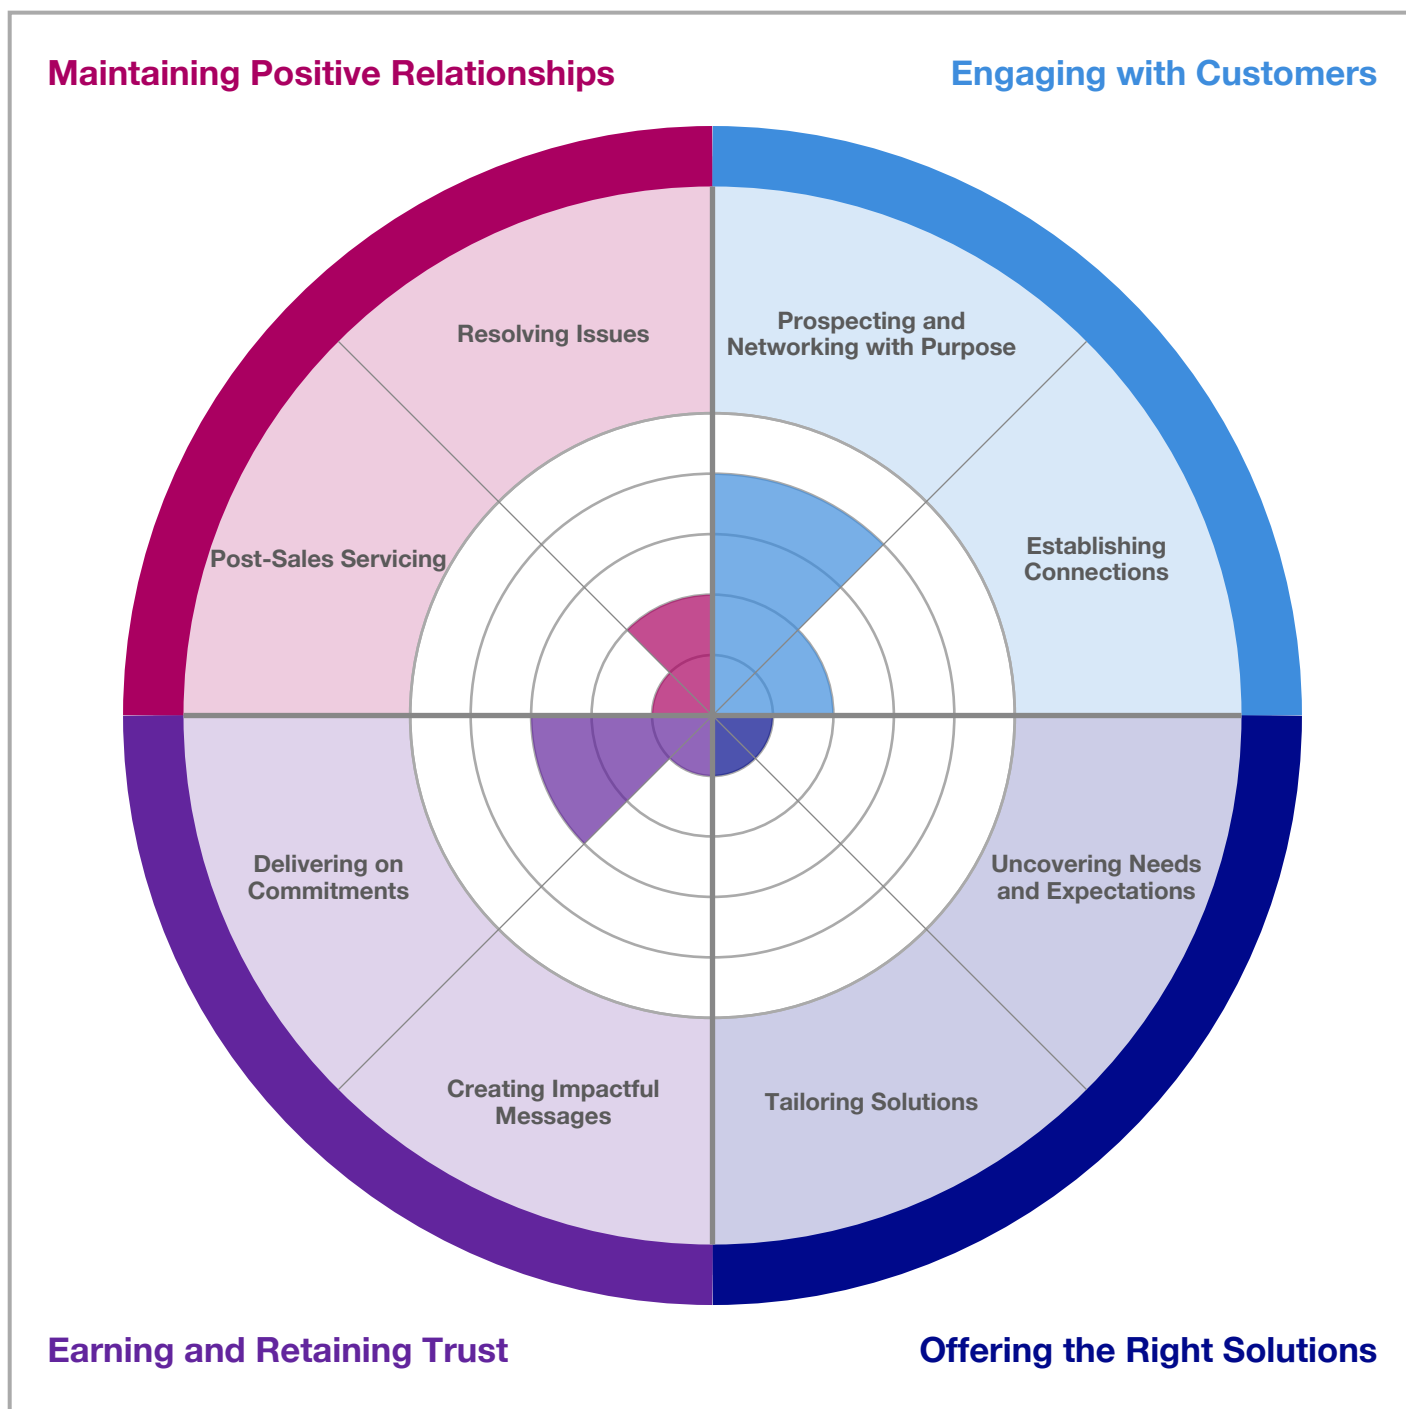 Maintaining Positive Relationships
Engaging with Customers
Resolving Issues
Prospecting and
Networking with Purpose
Post-Sales Servicing
Establishing
Connections
Delivering on
Commitments
Uncovering Needs
and Expectations
Creating Impactful
Messages
Tailoring Solutions
Earning and Retaining Trust
Offering the Right Solutions